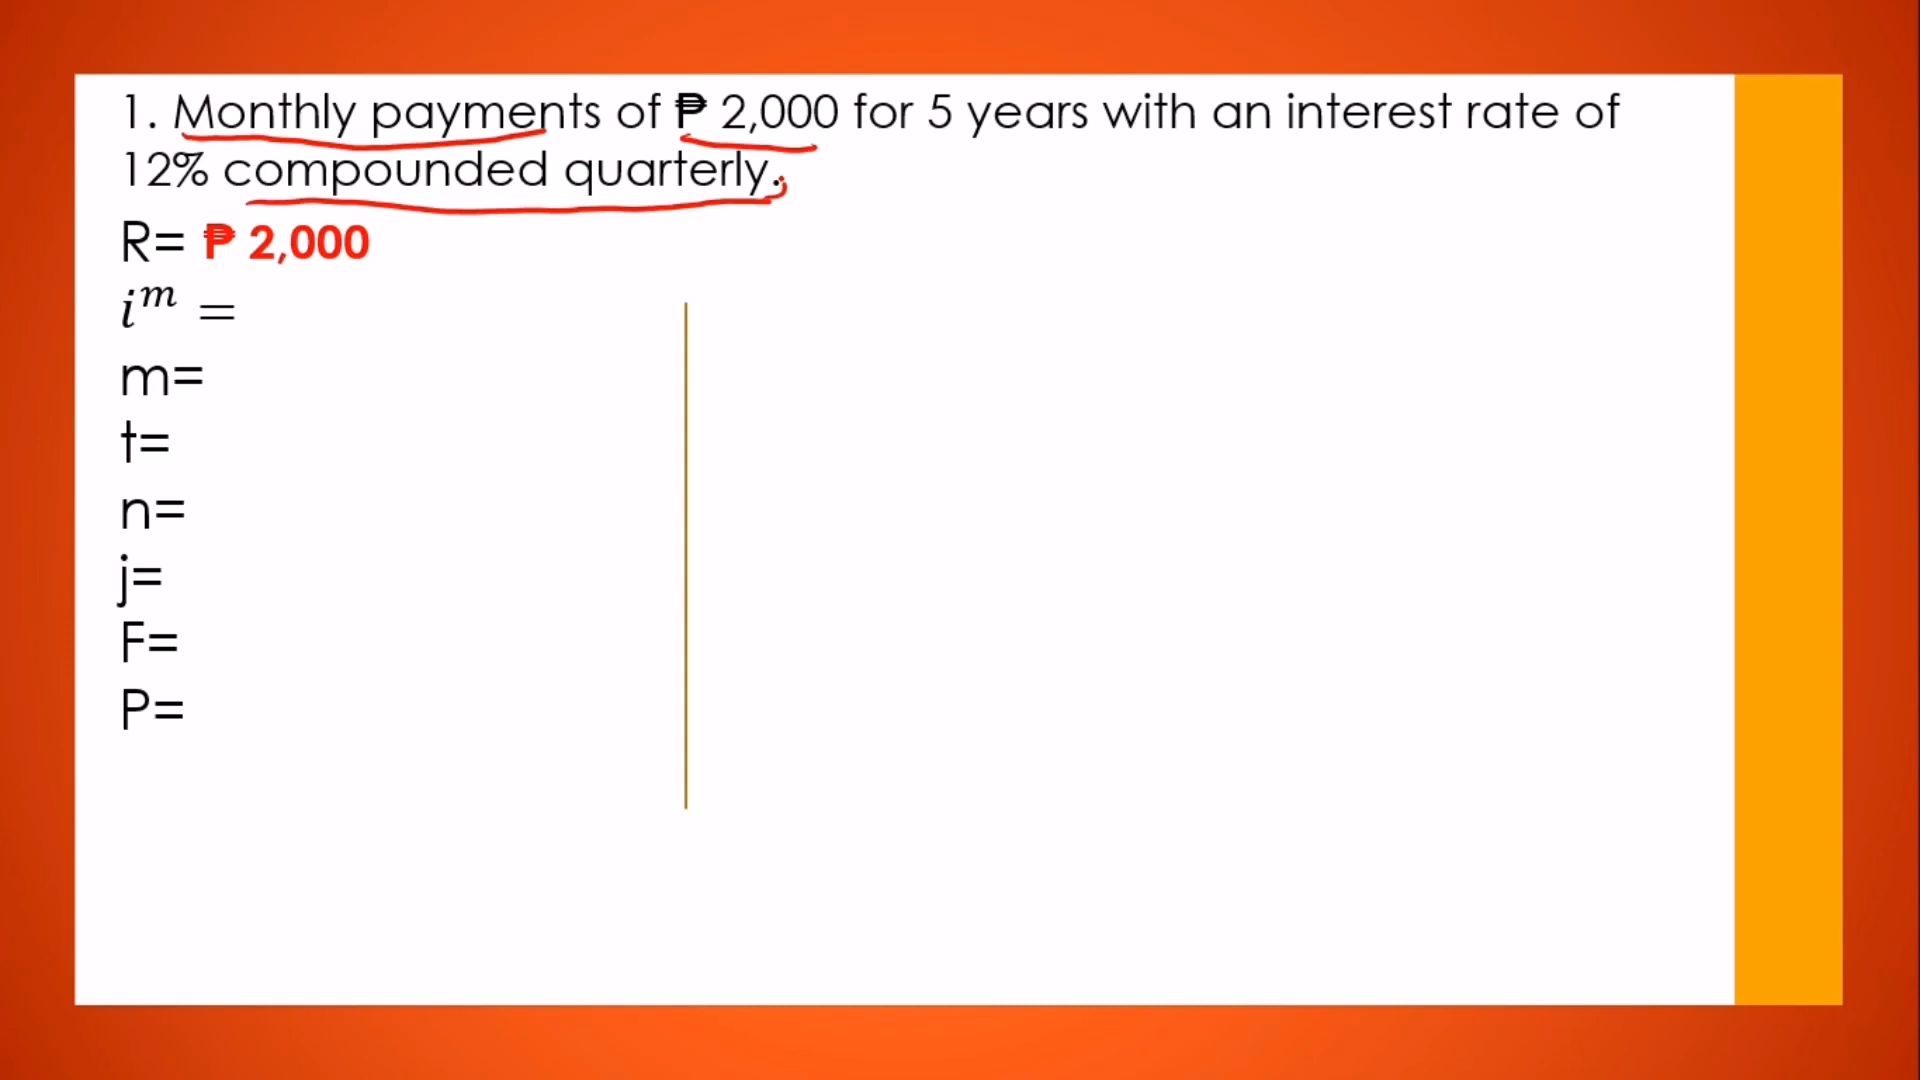 1. Monthly payments of ₱ 2,000 for 5 years with an interest rate of
12% compounded quarterly.
R= ₱ 2,000
iᵐ =
m=
t=
n=
j=
F=
P=